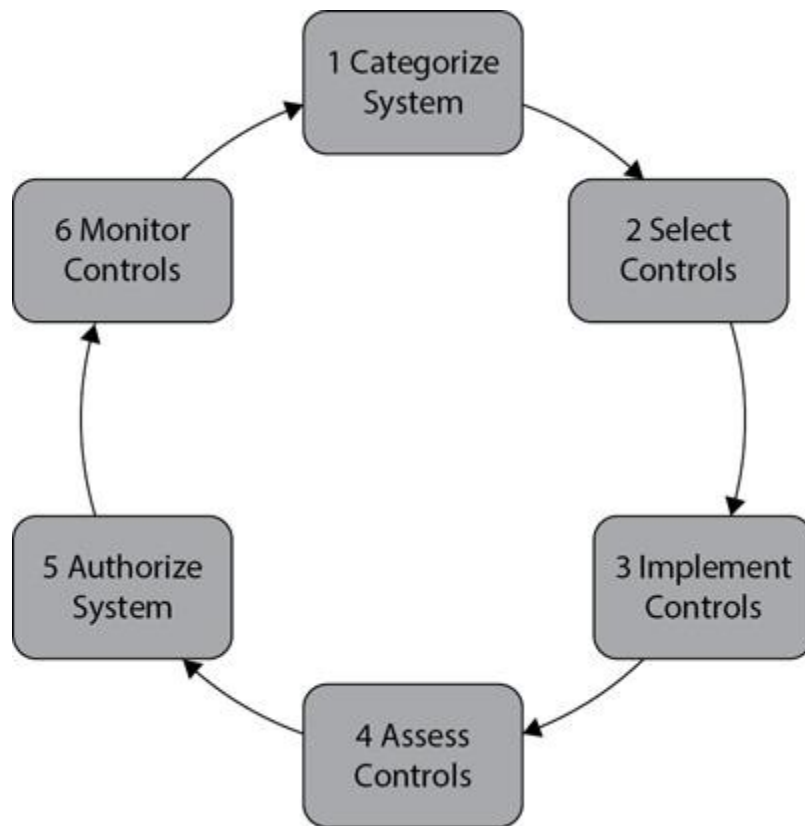 1 Categorize
System
2 Select
Controls
3 Implement
Controls
4 Assess
Controls
5 Authorize
System
6 Monitor
Controls